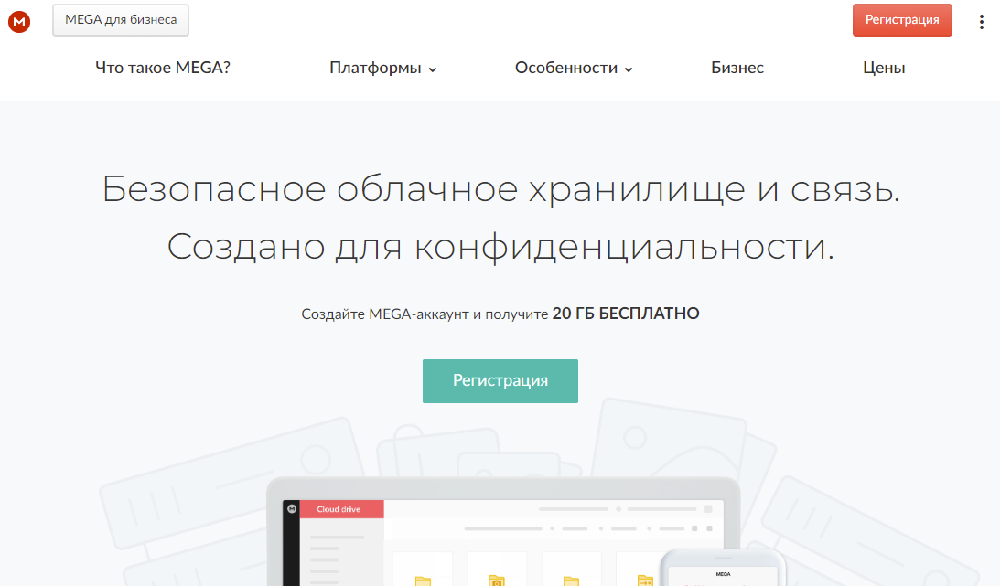 M
MEGA для бизнеса
Регистрация
Что такое MEGA?
Платформы
Особенности
Бизнес
Цены
Безопасное облачное хранилище и связь.
Создано для конфиденциальности.
Создайте MEGA-аккаунт и получите 20 ГБ БЕСПЛАТНО
Регистрация
M
Cloud drive
MEGA